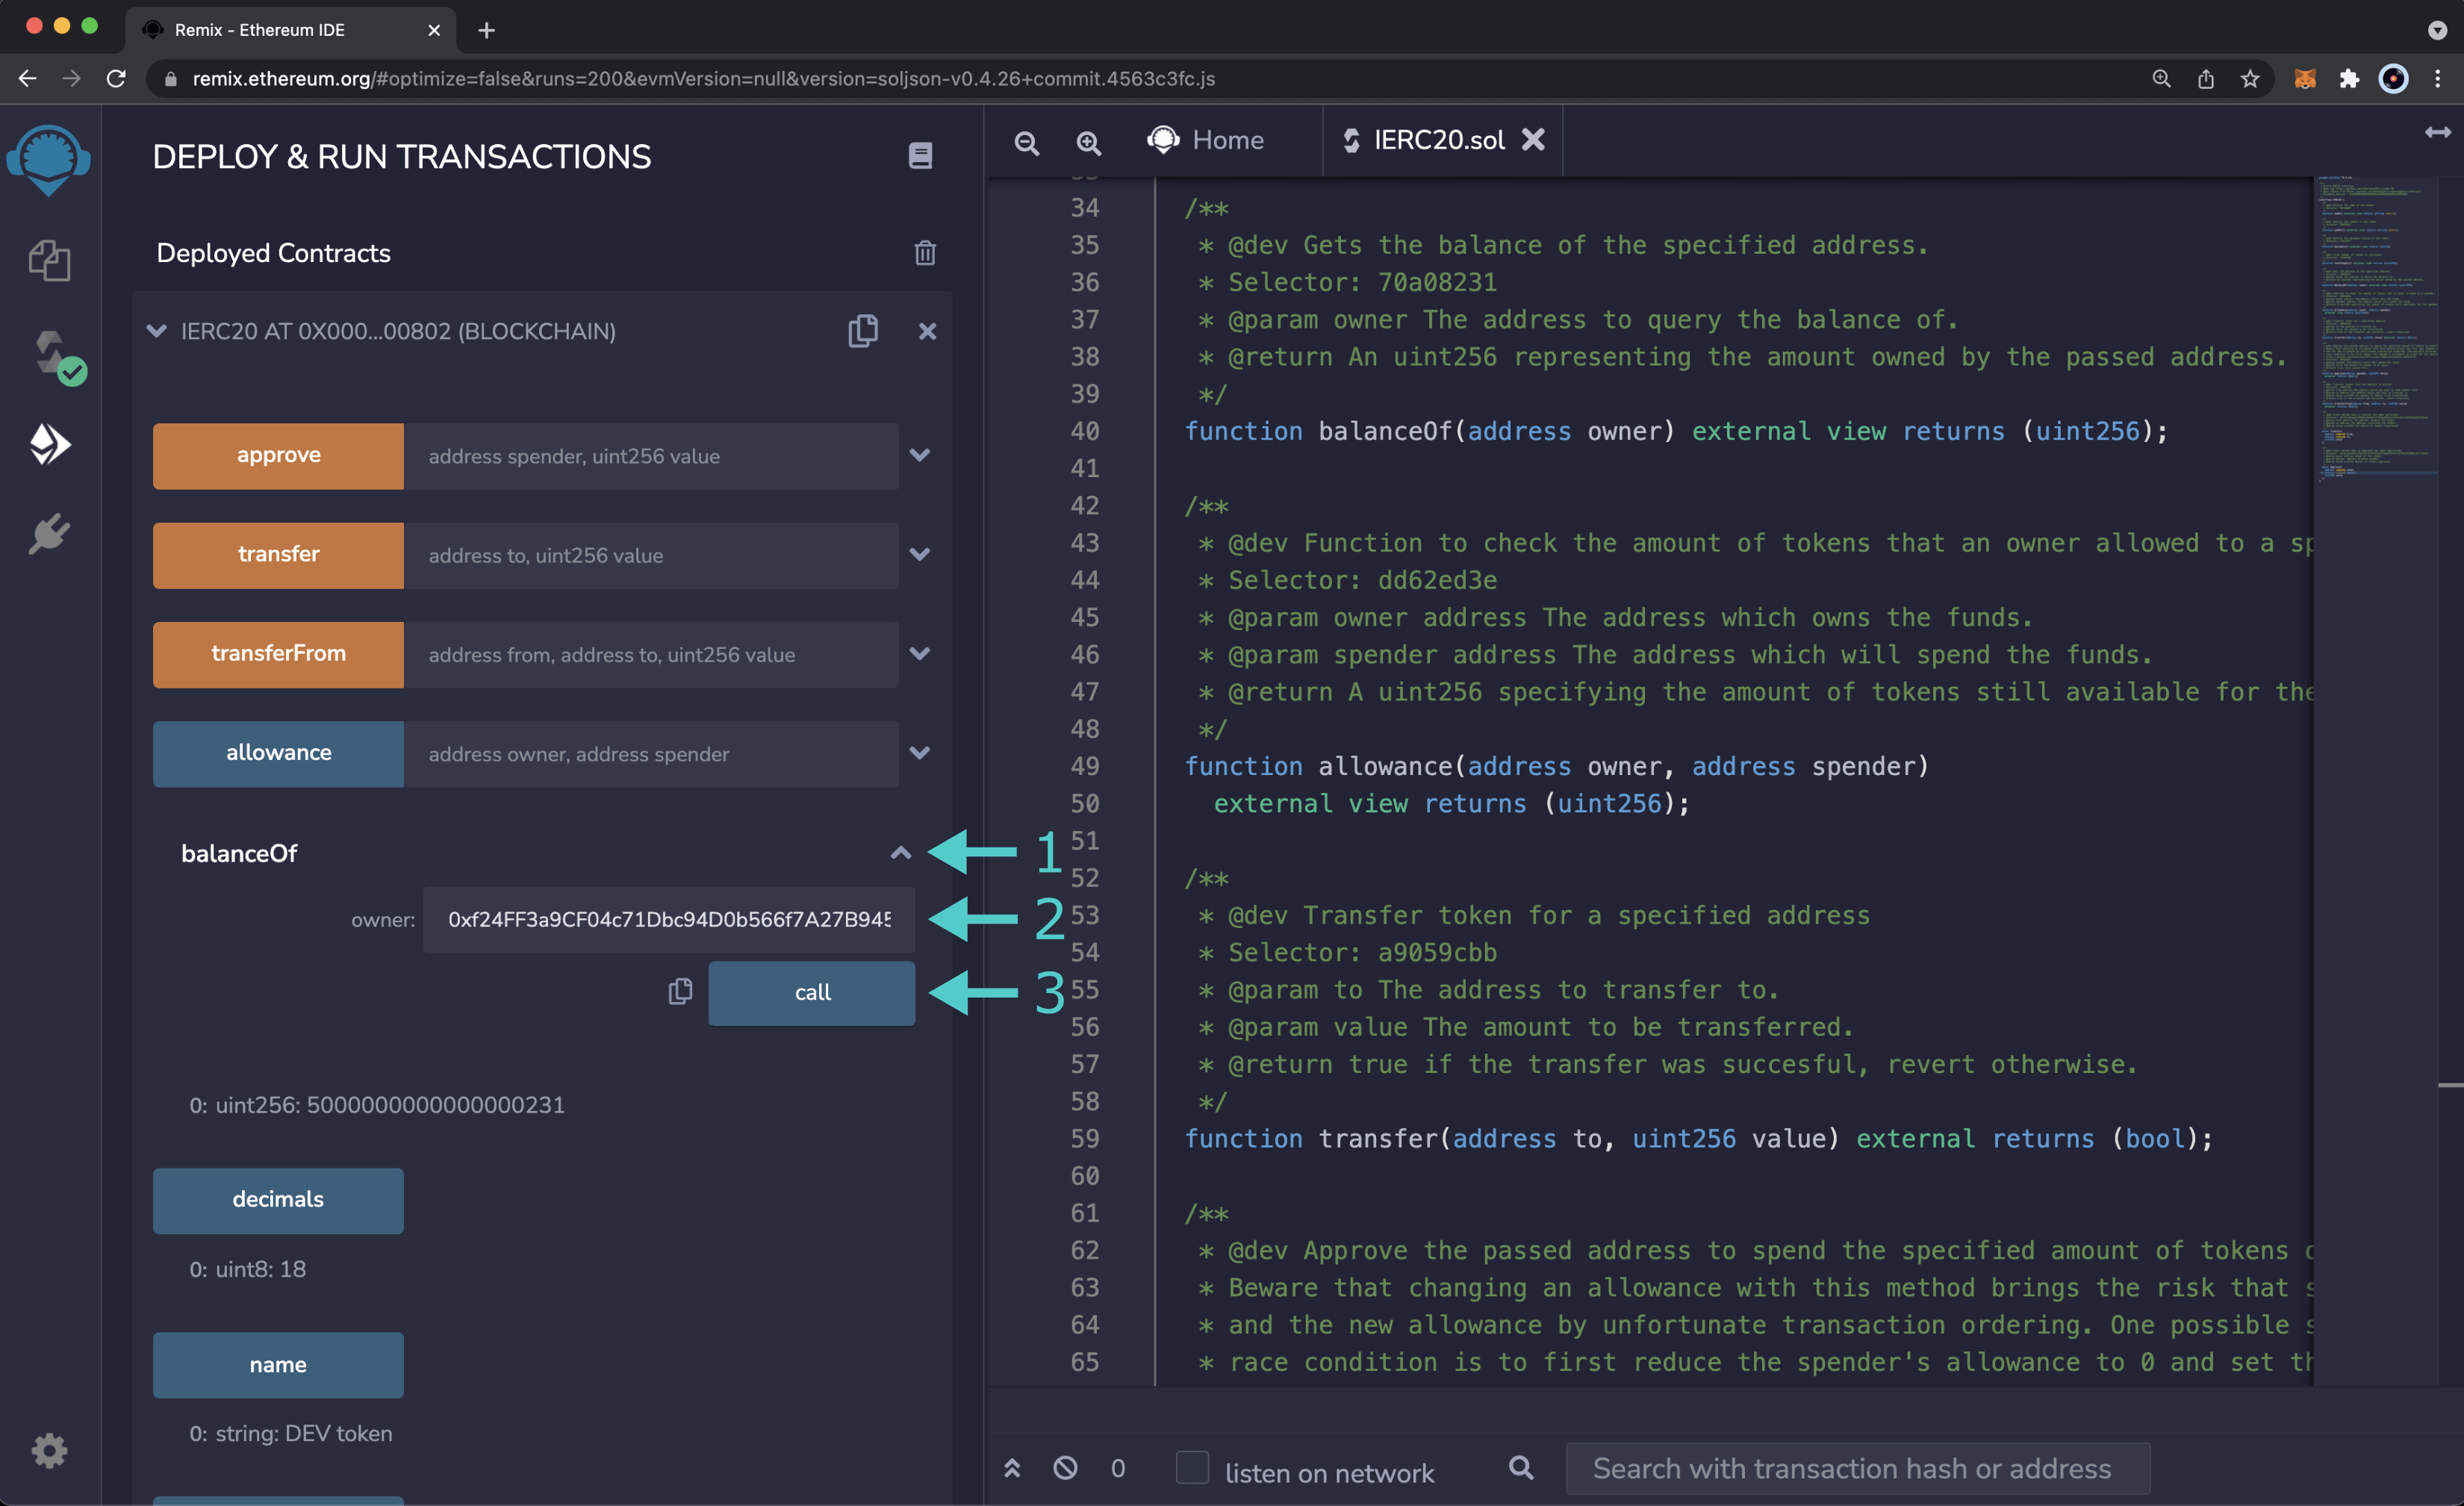 Remix - Ethereum IDE
remix.ethereum.org/#optimize=false&runs=200&evmVersion=null&version=soljson-v0.4.26+commit.4563c3fc.js
DEPLOY & RUN TRANSACTIONS
Deployed Contracts
IERC20 AT 0X000...00802 (BLOCKCHAIN)
approve address spender, uint256 value
transfer address to, uint256 value
transferFrom address from, address to, uint256 value
allowance address owner, address spender
balanceOf
1
owner: 0xf24FF3a9CF04c71Dbc94D0b566f7A27B945
2
call
3
0: uint256: 5000000000000000231
decimals
0: uint8: 18
name
0: string: DEV token
Home
IERC20.sol
34 /**
35 * @dev Gets the balance of the specified address.
36 * Selector: 70a08231
37 * @param owner The address to query the balance of.
38 * @return An uint256 representing the amount owned by the passed address.
39 */
40 function balanceOf(address owner) external view returns (uint256);
41
42 /**
43 * @dev Function to check the amount of tokens that an owner allowed to a sp
44 * Selector: dd62ed3e
45 * @param owner address The address which owns the funds.
46 * @param spender address The address which will spend the funds.
47 * @return A uint256 specifying the amount of tokens still available for the
48 */
49 function allowance(address owner, address spender)
50 external view returns (uint256);
51
52 /**
53 * @dev Transfer token for a specified address
54 * Selector: a9059cbb
55 * @param to The address to transfer to.
56 * @param value The amount to be transferred.
57 * @return true if the transfer was succesful, revert otherwise.
58 */
59 function transfer(address to, uint256 value) external returns (bool);
60
61 /**
62 * @dev Approve the passed address to spend the specified amount of tokens o
63 * Beware that changing an allowance with this method brings the risk that s
64 * and the new allowance by unfortunate transaction ordering. One possible s
65 * race condition is to first reduce the spender's allowance to 0 and set th
0
listen on network
Search with transaction hash or address